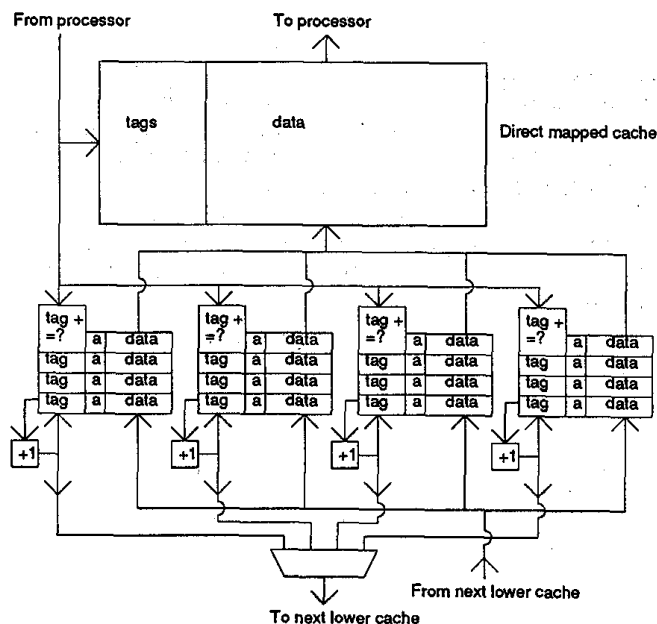 From processor
To processor
tags
data
Direct mapped cache
tag +
=?
a
data
tag
a
data
tag
a
data
tag
a
data
+1
tag +
=?
a
data
tag
a
data
tag
a
data
tag
a
data
+1
tag +
=?
a
data
tag
a
data
tag
a
data
tag
a
data
+1
tag +
=?
a
data
tag
a
data
tag
a
data
tag
a
data
+1
From next lower cache
To next lower cache